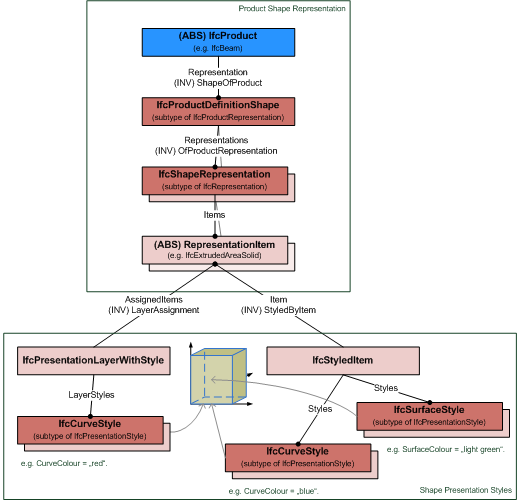 Product Shape Representation
(ABS) IfcProduct
(e.g. IfcBeam)
Representation
(INV) ShapeOfProduct
IfcProductDefinitionShape
(subtype of IfcProductRepresentation)
Representations
(INV) OfProductRepresentation
IfcShapeRepresentation
(subtype of IfcRepresentation)
Items
(ABS) RepresentationItem
(e.g. IfcExtrudedAreaSolid)
AssignedItems
(INV) LayerAssignment
Item
(INV) StyledByItem
IfcPresentationLayerWithStyle
IfcStyledItem
LayerStyles
Styles
Styles
IfcCurveStyle
(subtype of IfcPresentationStyle)
IfcSurfaceStyle
(subtype of IfcPresentationStyle)
IfcCurveStyle
(subtype of IfcPresentationStyle)
e.g. SurfaceColour = „light green“.
e.g. CurveColour = „red“.
e.g. CurveColour = „blue“.
Shape Presentation Styles